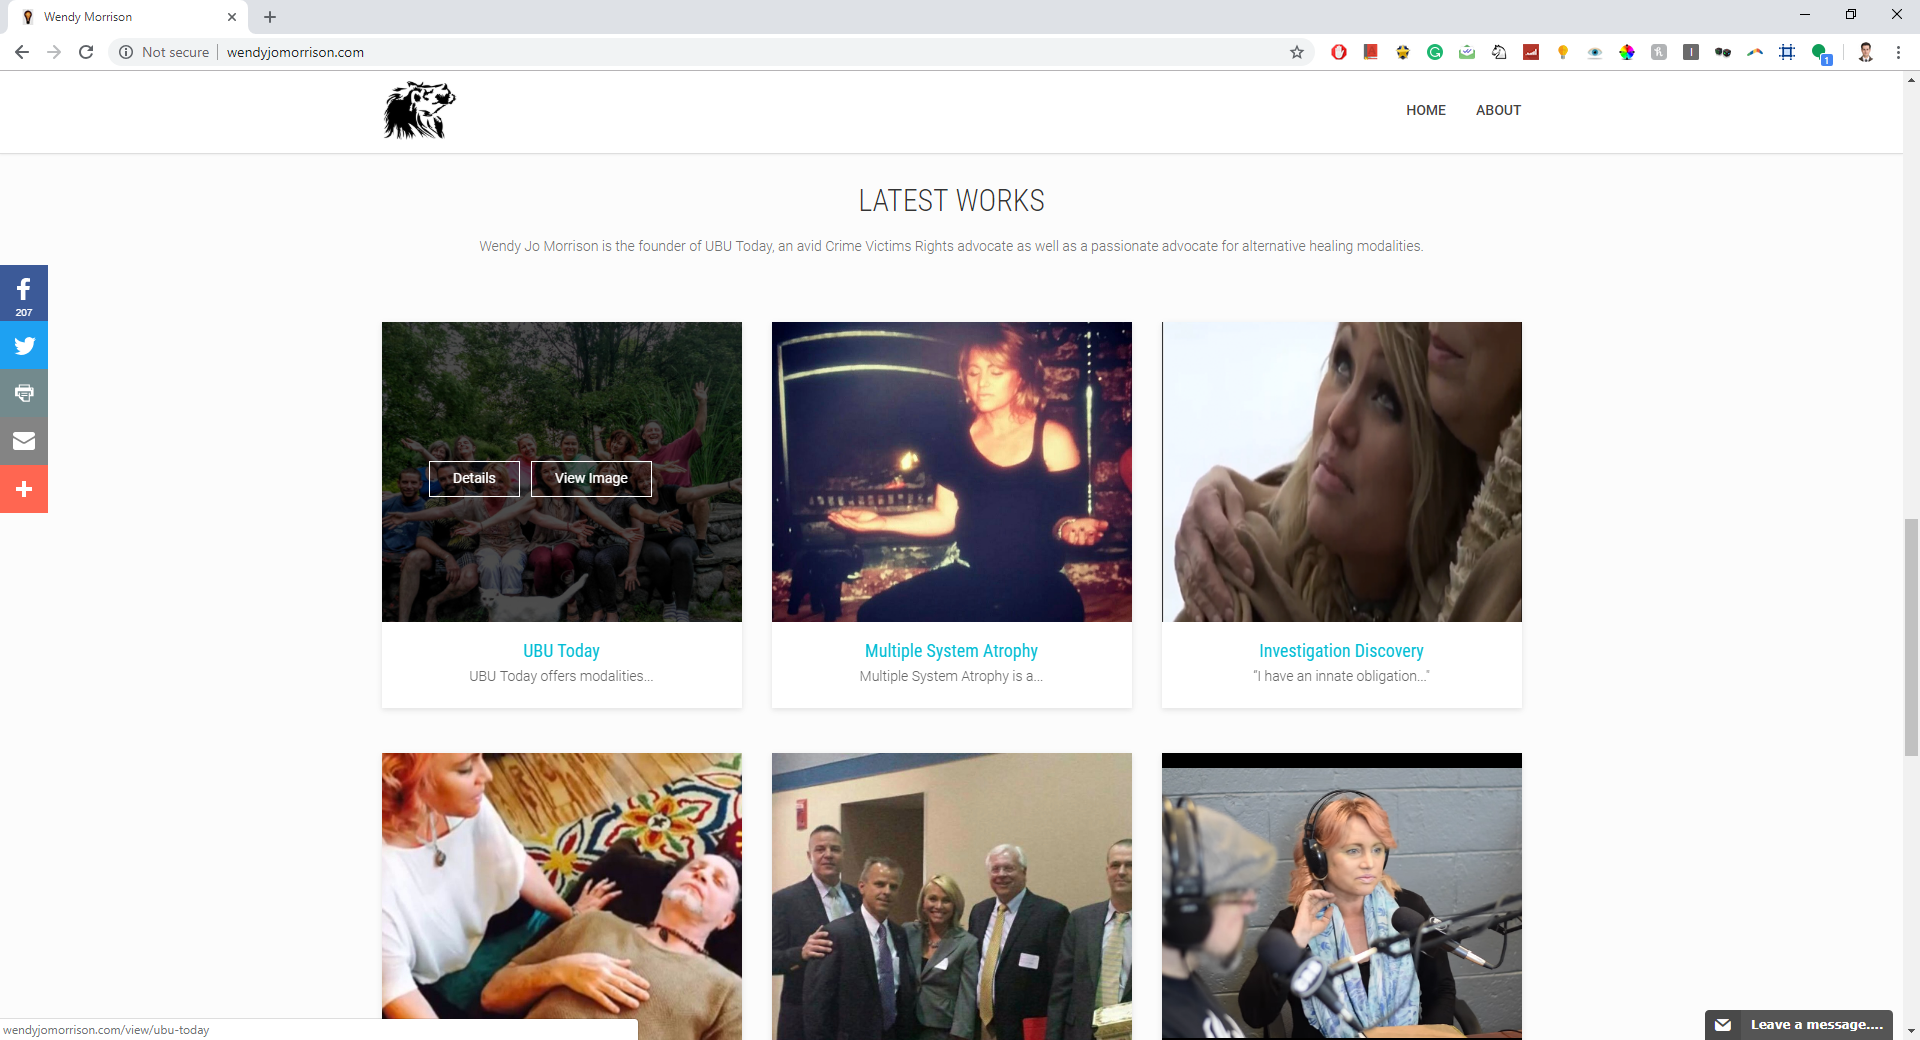 Wendy Morrison
Not secure
wendyjomorrison.com
1
HOME
ABOUT
LATEST WORKS
Wendy Jo Morrison is the founder of UBU Today, an avid Crime Victims Rights advocate as well as a passionate advocate for alternative healing modalities.
207
Details
View Image
UBU Today
UBU Today offers modalities...
Multiple System Atrophy
Multiple System Atrophy is a...
Investigation Discovery
"I have an innate obligation..."
wendyjomorrison.com/view/ubu-today
Leave a message....